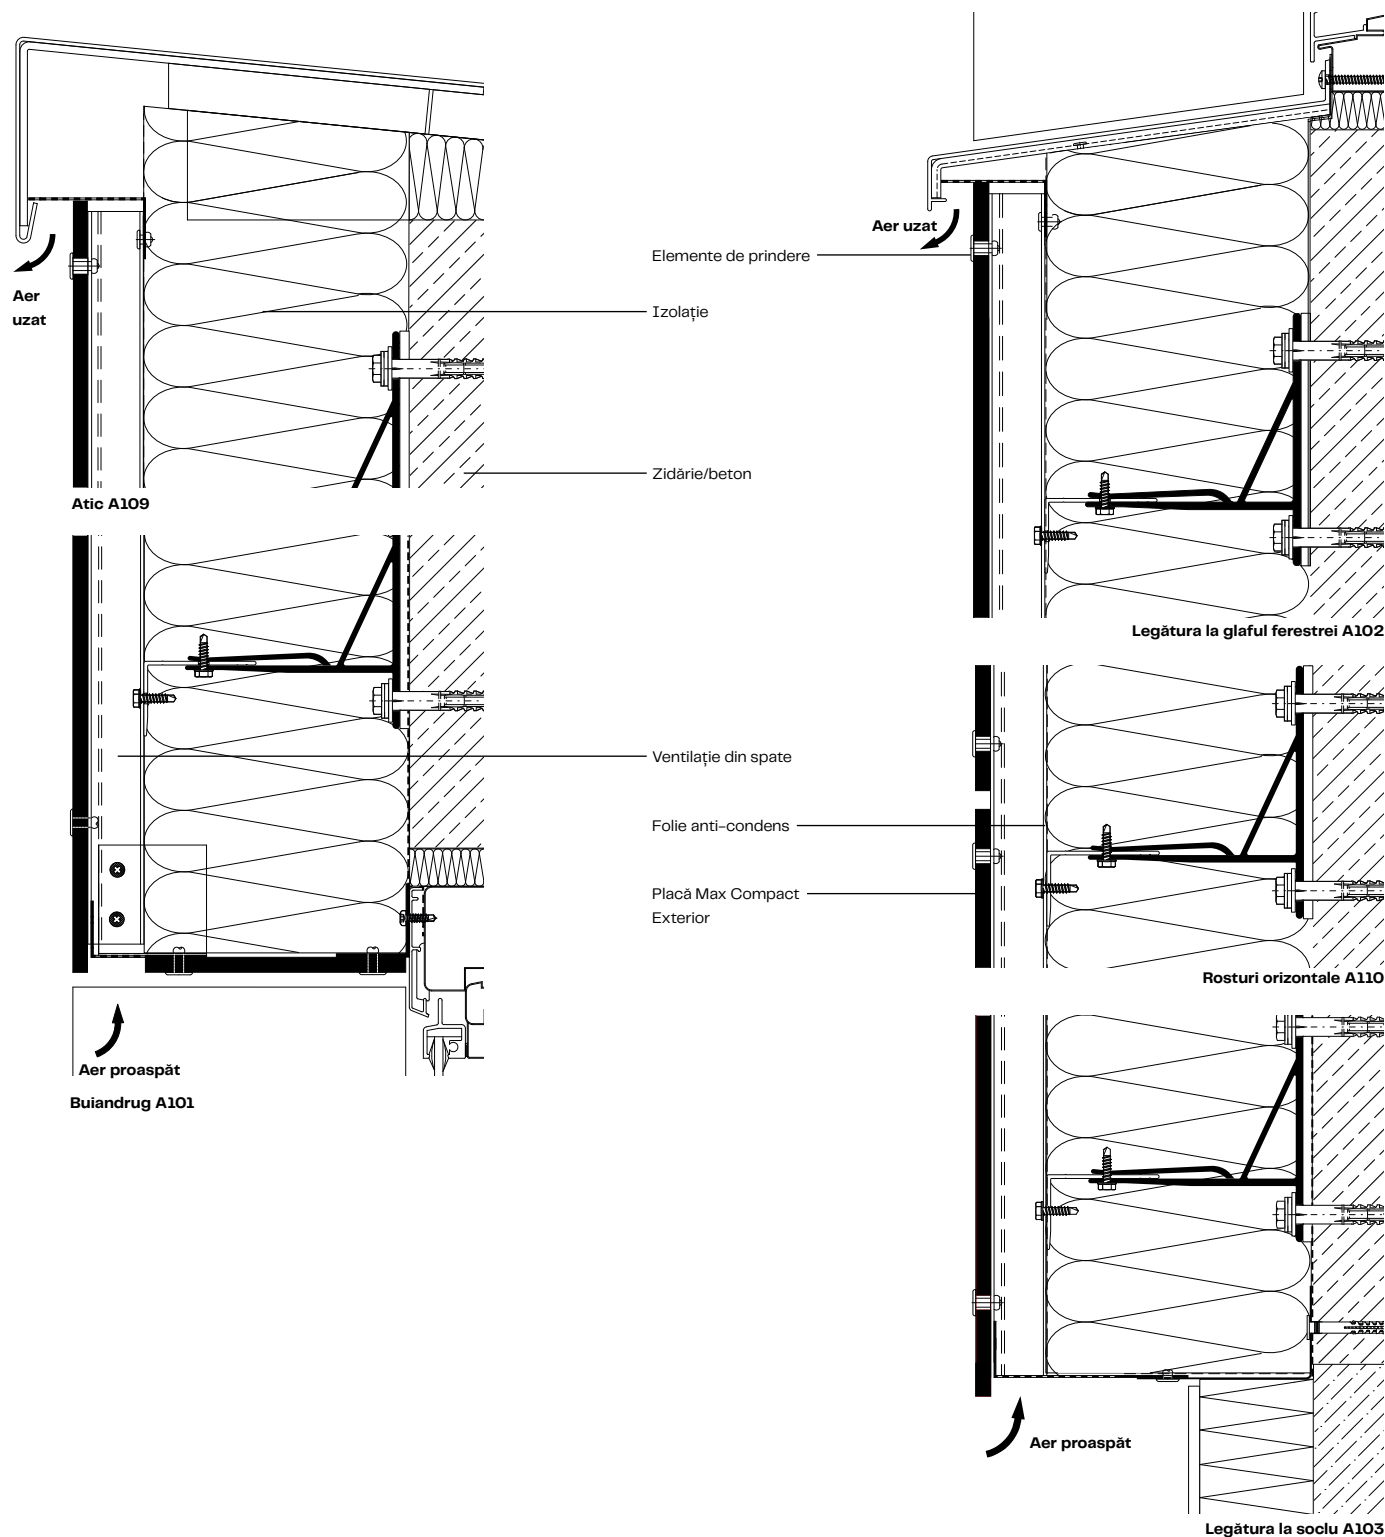 Aer uzat
Aer
uzat
Elemente de prindere
Izolație
Zidărie/beton
Atic A109
Legătura la glaful ferestrei A102
Ventilație din spate
Folie anti-condens
Placă Max Compact
Exterior
Rosturi orizontale A110
Aer proaspăt
Buiandrug A101
Aer proaspăt
Legătura la soclu A103